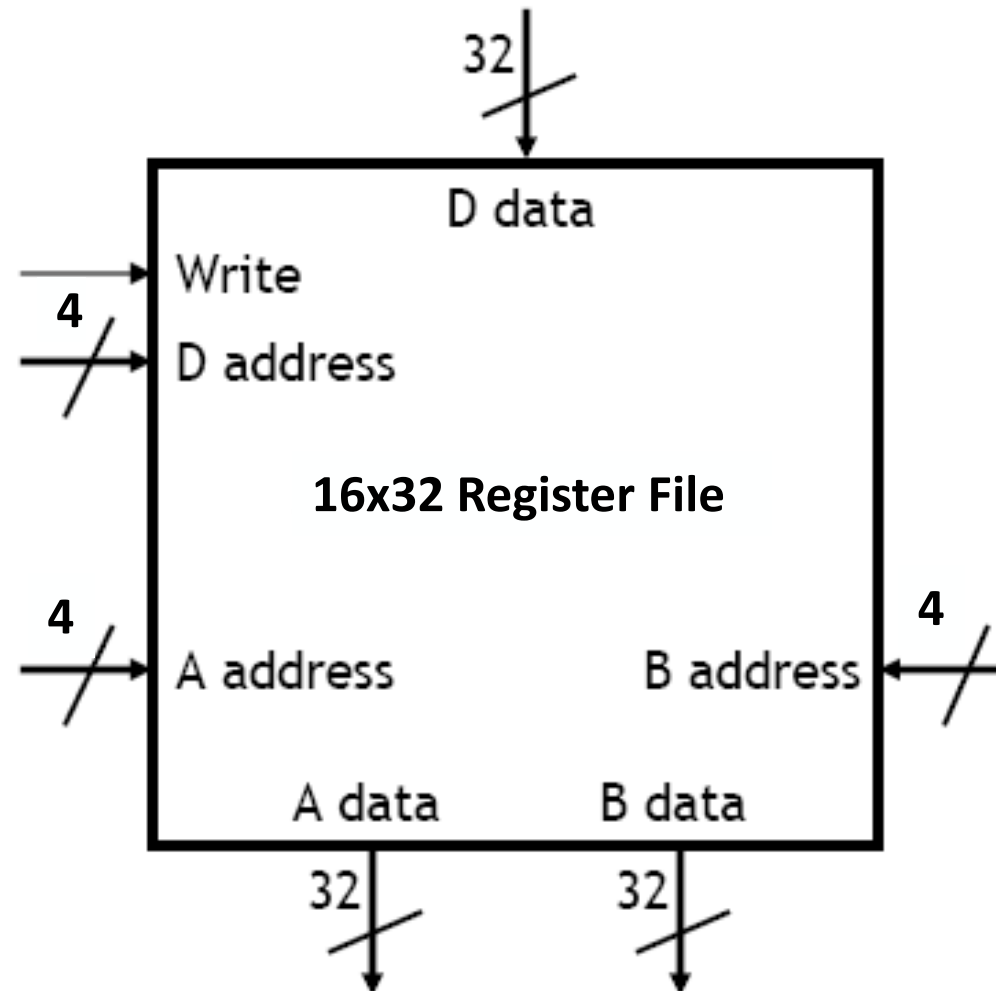 32
D data
Write
4
D address
16x32 Register File
4
4
A address
B address
A data
B data
32
32